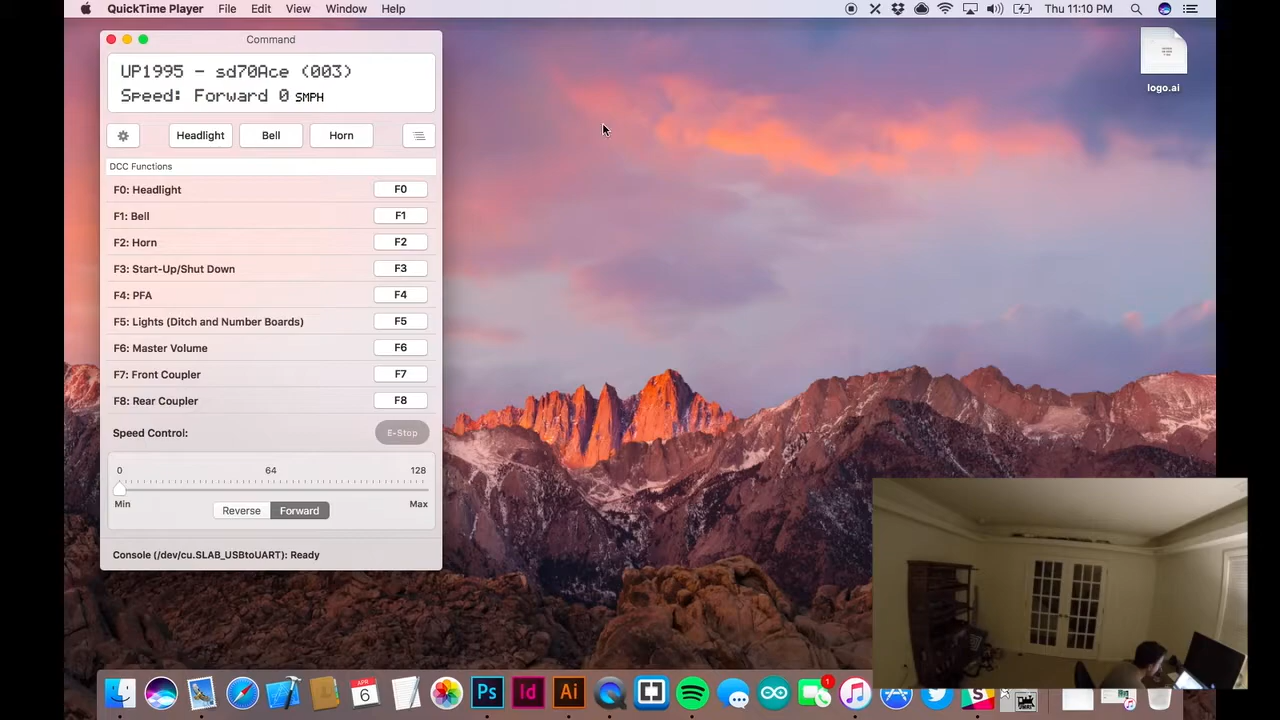 QuickTime Player File Edit View Window Help
Thu 11:10 PM
Command
UP1995 - sd70Ace (003)
Speed: Forward 0 SMPH
Headlight Bell Horn
DCC Functions
F0: Headlight F0
F1: Bell F1
F2: Horn F2
F3: Start-Up/Shut Down F3
F4: PFA F4
F5: Lights (Ditch and Number Boards) F5
F6: Master Volume F6
F7: Front Coupler F7
F8: Rear Coupler F8
Speed Control: E-Stop
0 64 128
Min Max
Reverse Forward
Console (/dev/cu.SLAB_USBtoUART): Ready
logo.ai
APR
6
Ps
Id
Ai
1